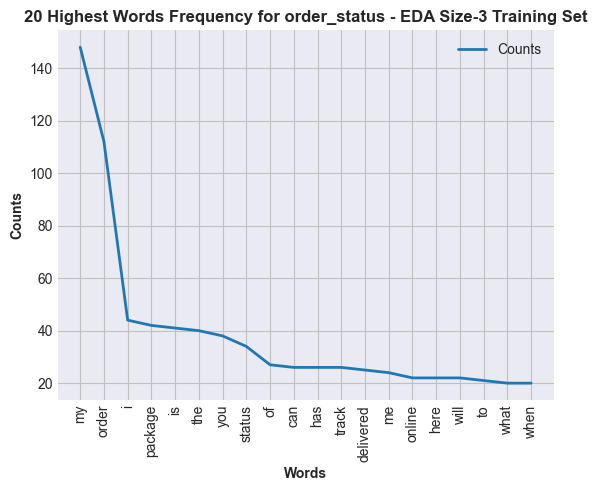 20 Highest Words Frequency for order_status - EDA Size-3 Training Set
Counts
140
120
100
80
60
40
20
Counts
my
order
i
package
is
the
you
status
of
can
has
track
delivered
me
online
here
will
to
what
when
Words